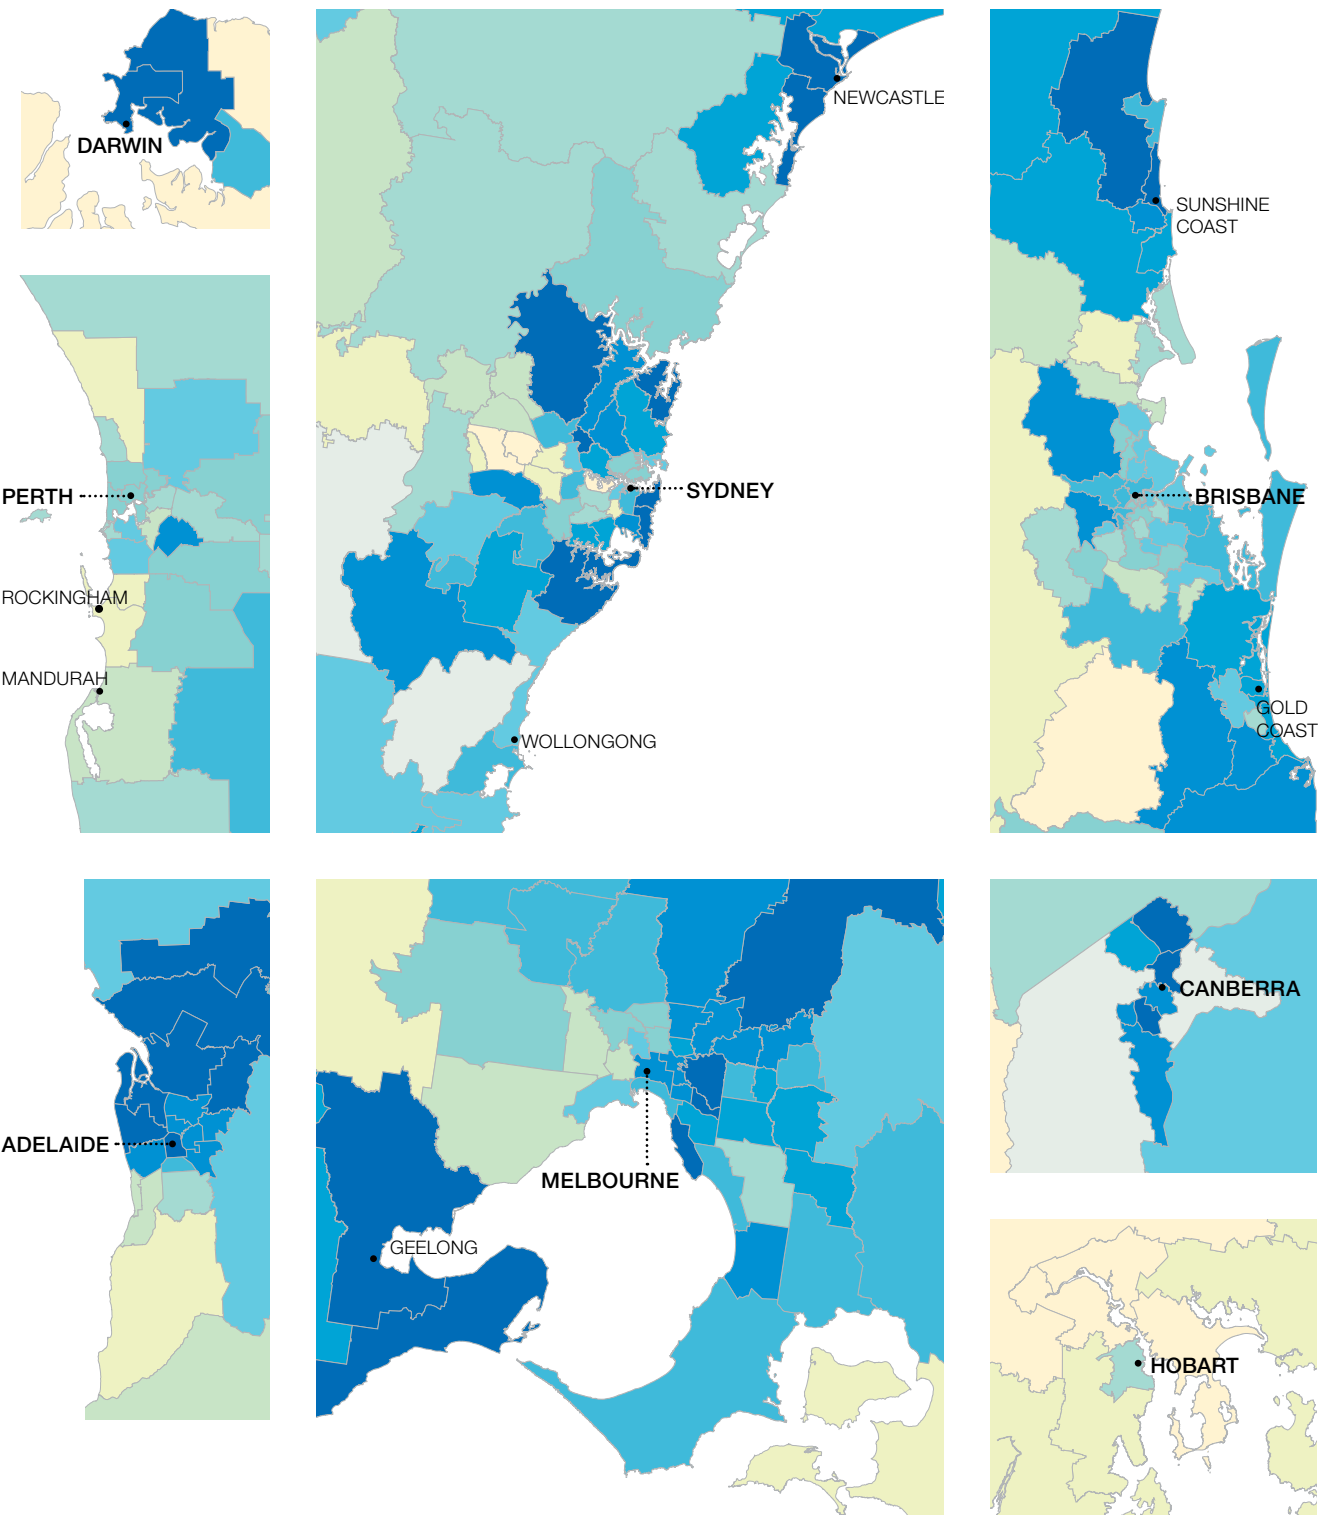 DARWIN
NEWCASTLE
SUNSHINE
COAST
PERTH
SYDNEY
BRISBANE
ROCKINGHAM
MANDURAH
WOLLONGONG
GOLD
COAST
CANBERRA
ADELAIDE
MELBOURNE
GEELONG
HOBART